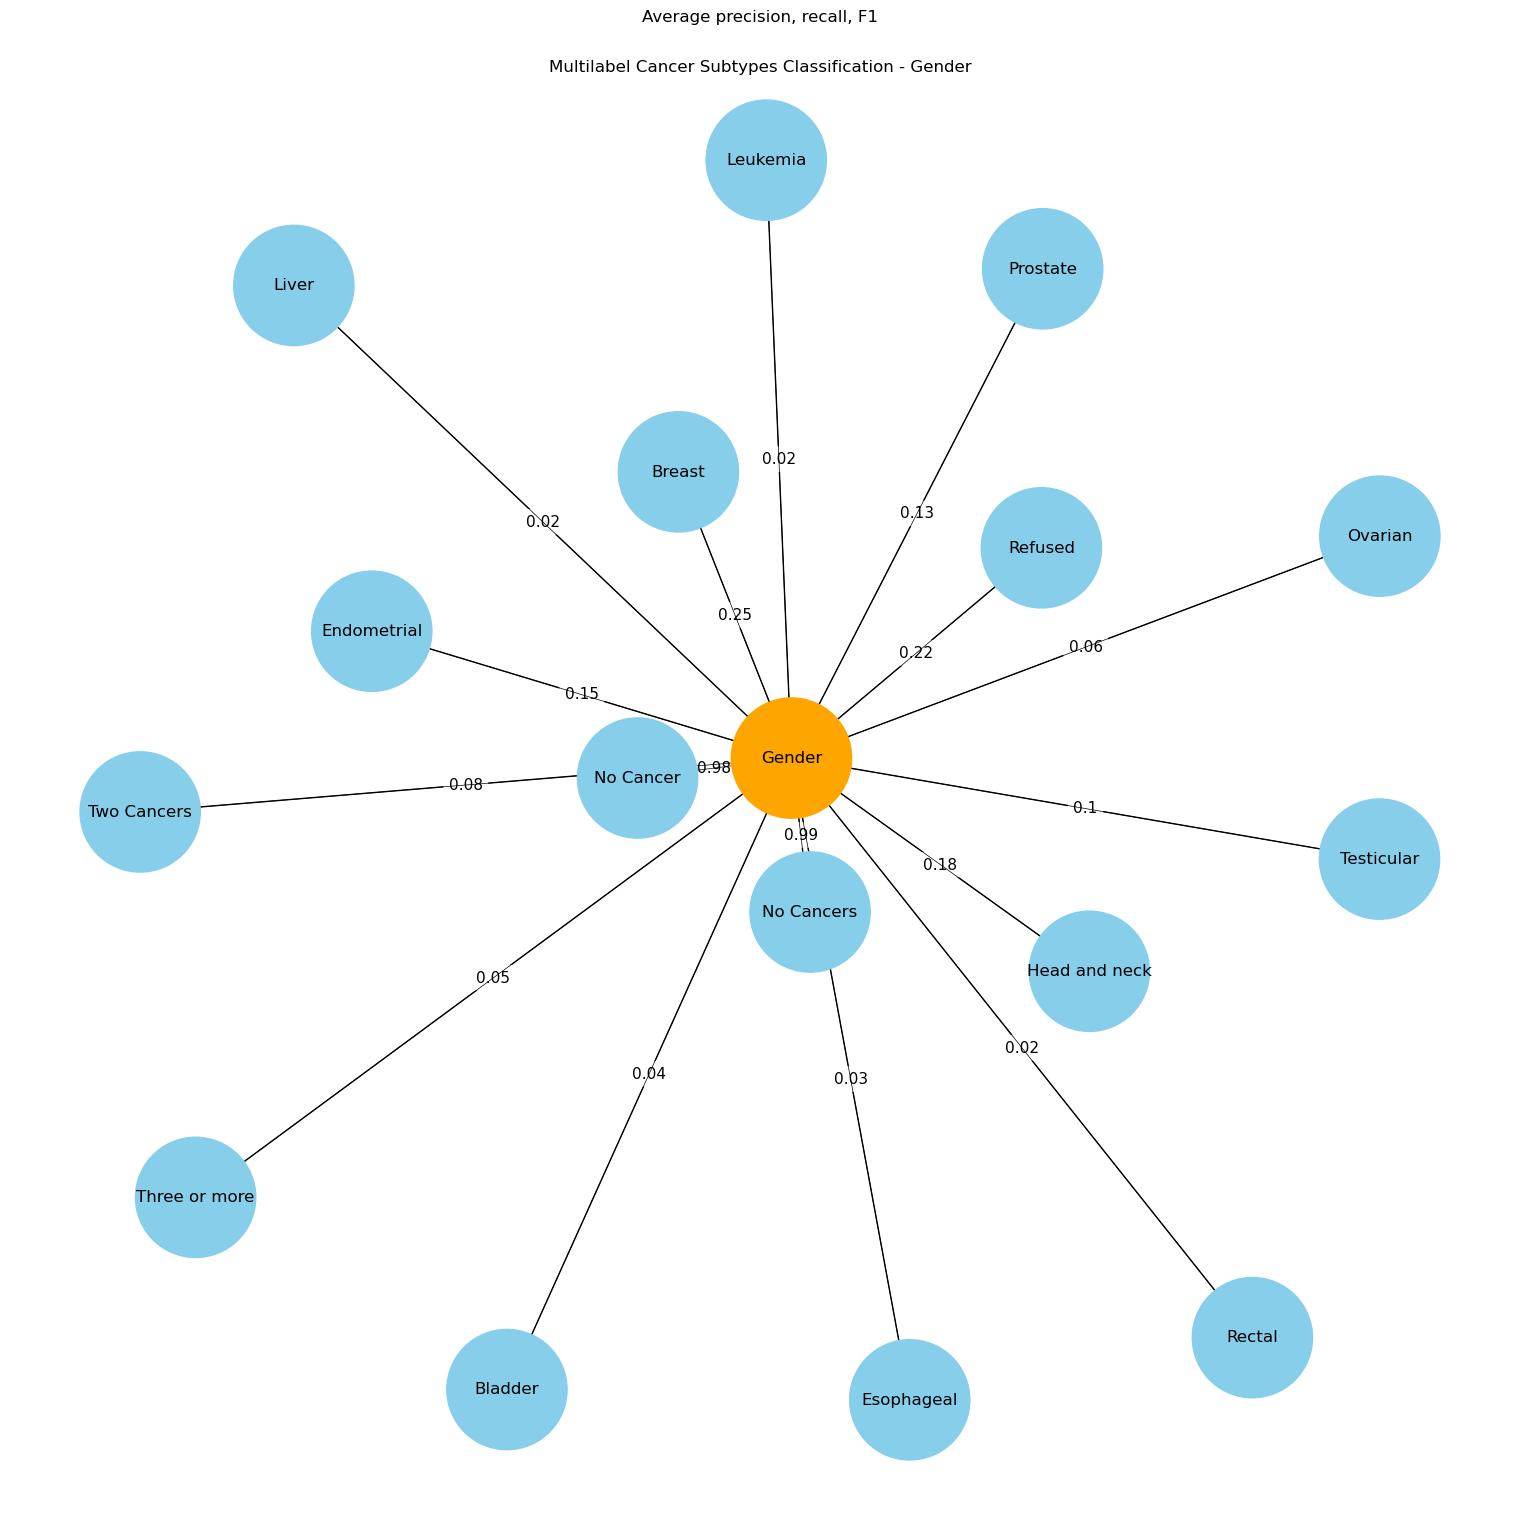 Average precision, recall, F1
Multilabel Cancer Subtypes Classification - Gender
Leukemia
Prostate
Liver
Breast
0.02
0.13
0.02
Refused
Ovarian
0.25
Endometrial
0.22
0.06
0.15
Gender
No Cancer
0.98
0.08
Two Cancers
0.1
0.99
Testicular
0.18
No Cancers
Head and neck
0.05
0.02
0.04
0.03
Three or more
Rectal
Bladder
Esophageal